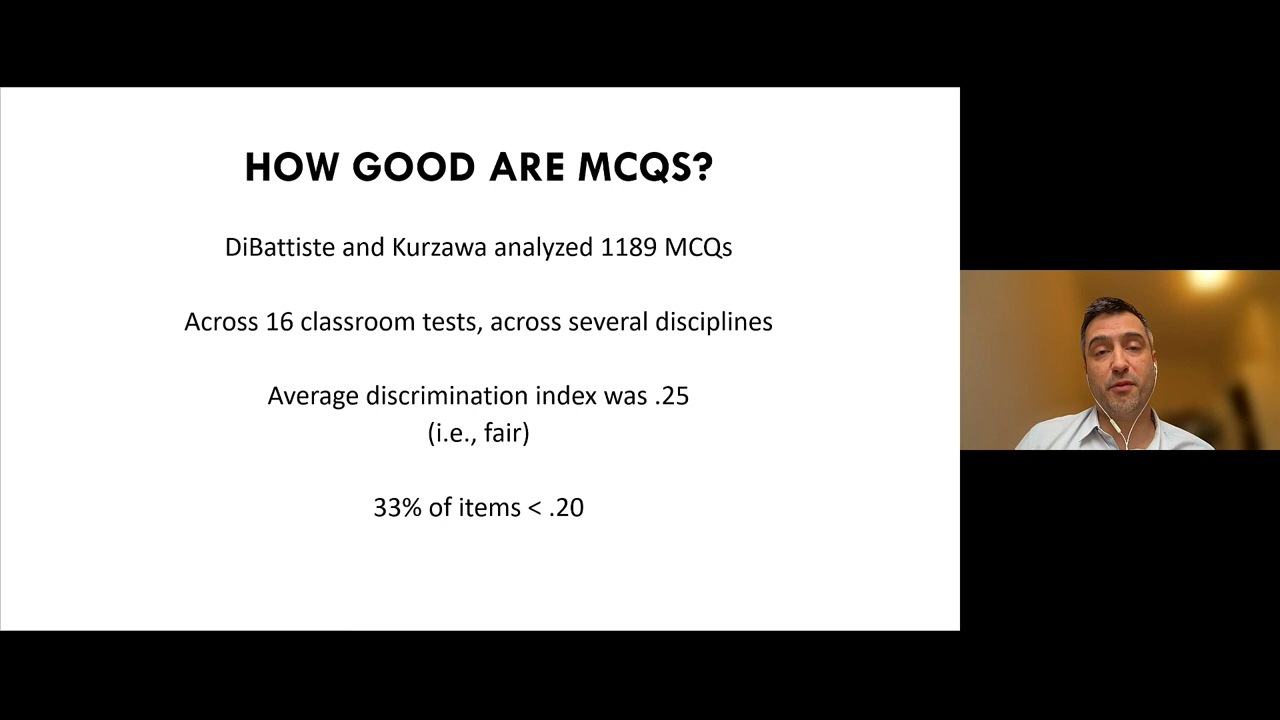 HOW GOOD ARE MCQS?
DiBattiste and Kurzawa analyzed 1189 MCQs
Across 16 classroom tests, across several disciplines
Average discrimination index was .25
(i.e., fair)
33% of items < .20